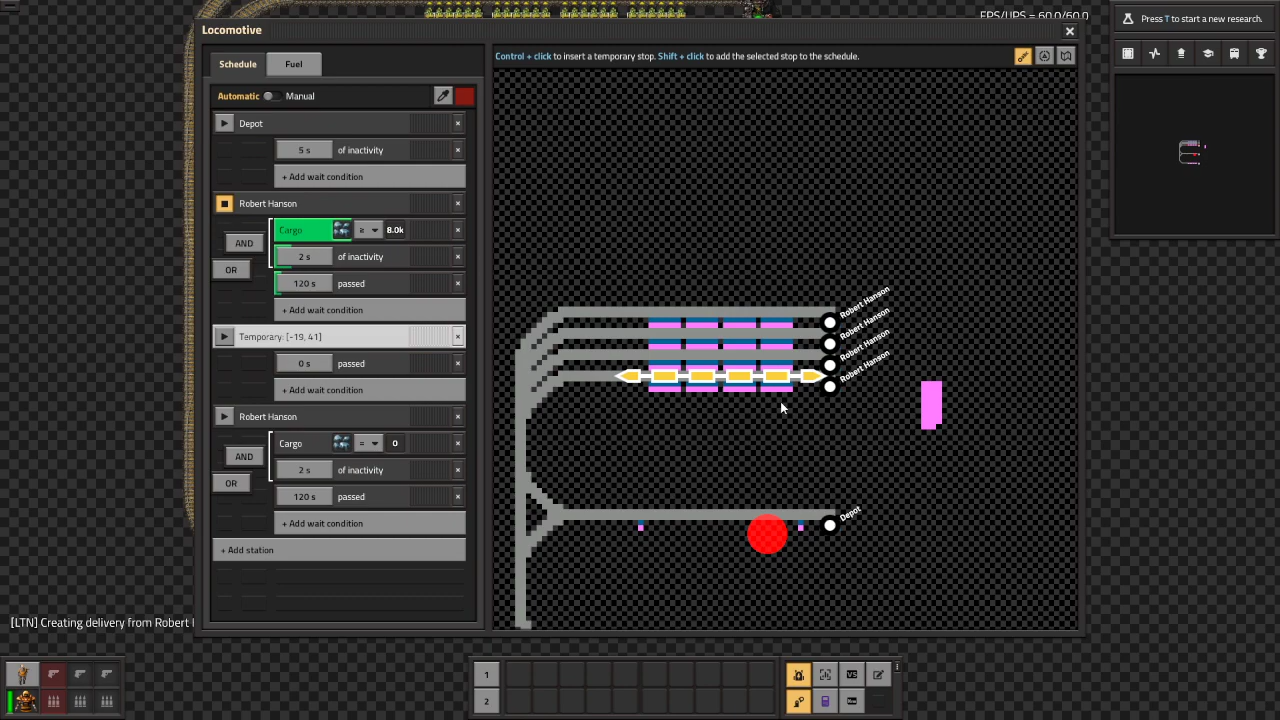 FPS/UPS = 60.0/60.0
Locomotive
Press T to start a new research.
Schedule
Fuel
Control + click to insert a temporary stop. Shift + click to add the selected stop to the schedule.
Automatic
Manual
Depot
5 s
of inactivity
+ Add wait condition
Robert Hanson
Cargo
≥
8.0k
AND
2 s
of inactivity
OR
120 s
passed
+ Add wait condition
Temporary: [-19, 41]
0 s
passed
+ Add wait condition
Robert Hanson
Cargo
=
0
AND
2 s
of inactivity
OR
120 s
passed
+ Add wait condition
+ Add station
Robert Hanson
Robert Hanson
Robert Hanson
Robert Hanson
Depot
[LTN] Creating delivery from Robert
1
2